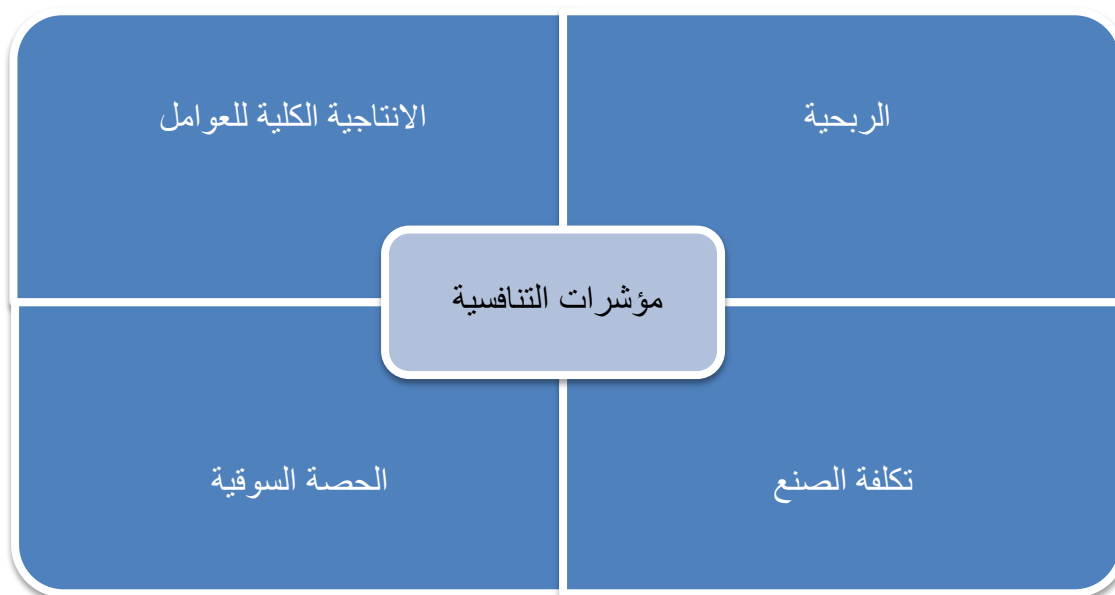 الربحية
الانتاجية الكلية للعوامل
مؤشرات التنافسية
تكلفة الصنع
الحصة السوقية